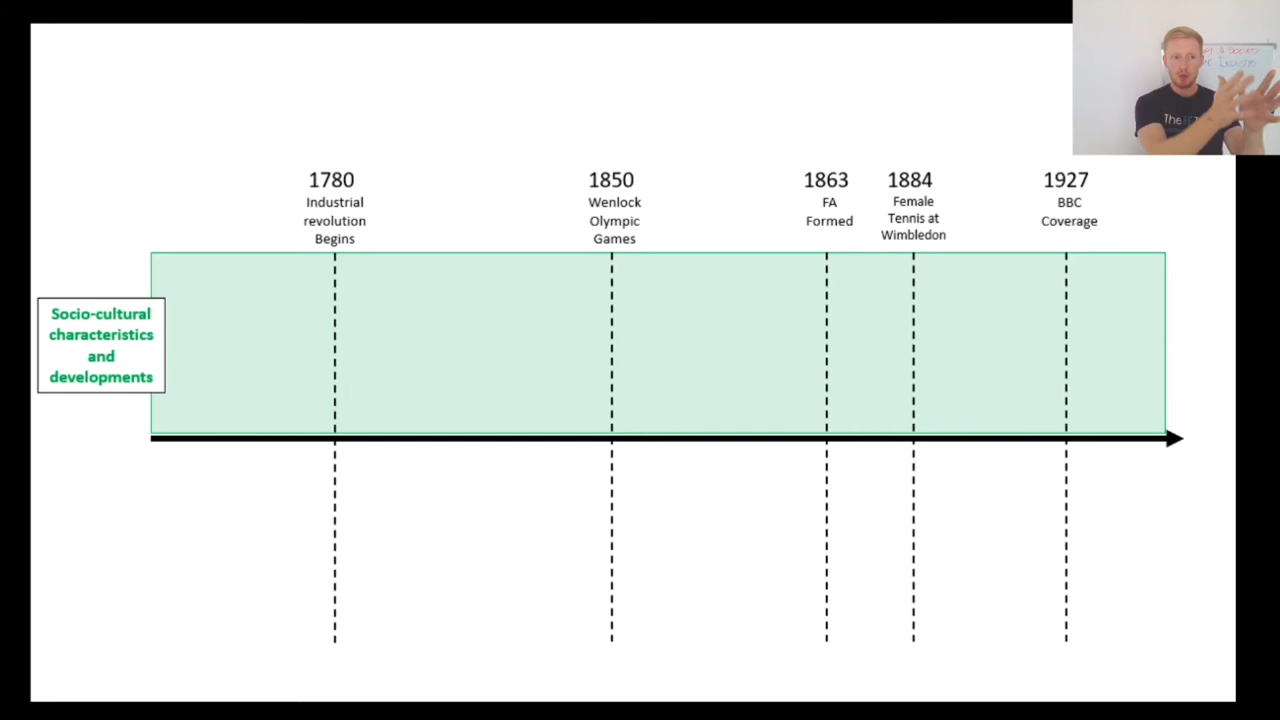 1780
Industrial
revolution
Begins
1850
Wenlock
Olympic
Games
1863
FA
Formed
1884
Female
Tennis at
Wimbledon
1927
BBC
Coverage
Socio-cultural
characteristics
and
developments
The